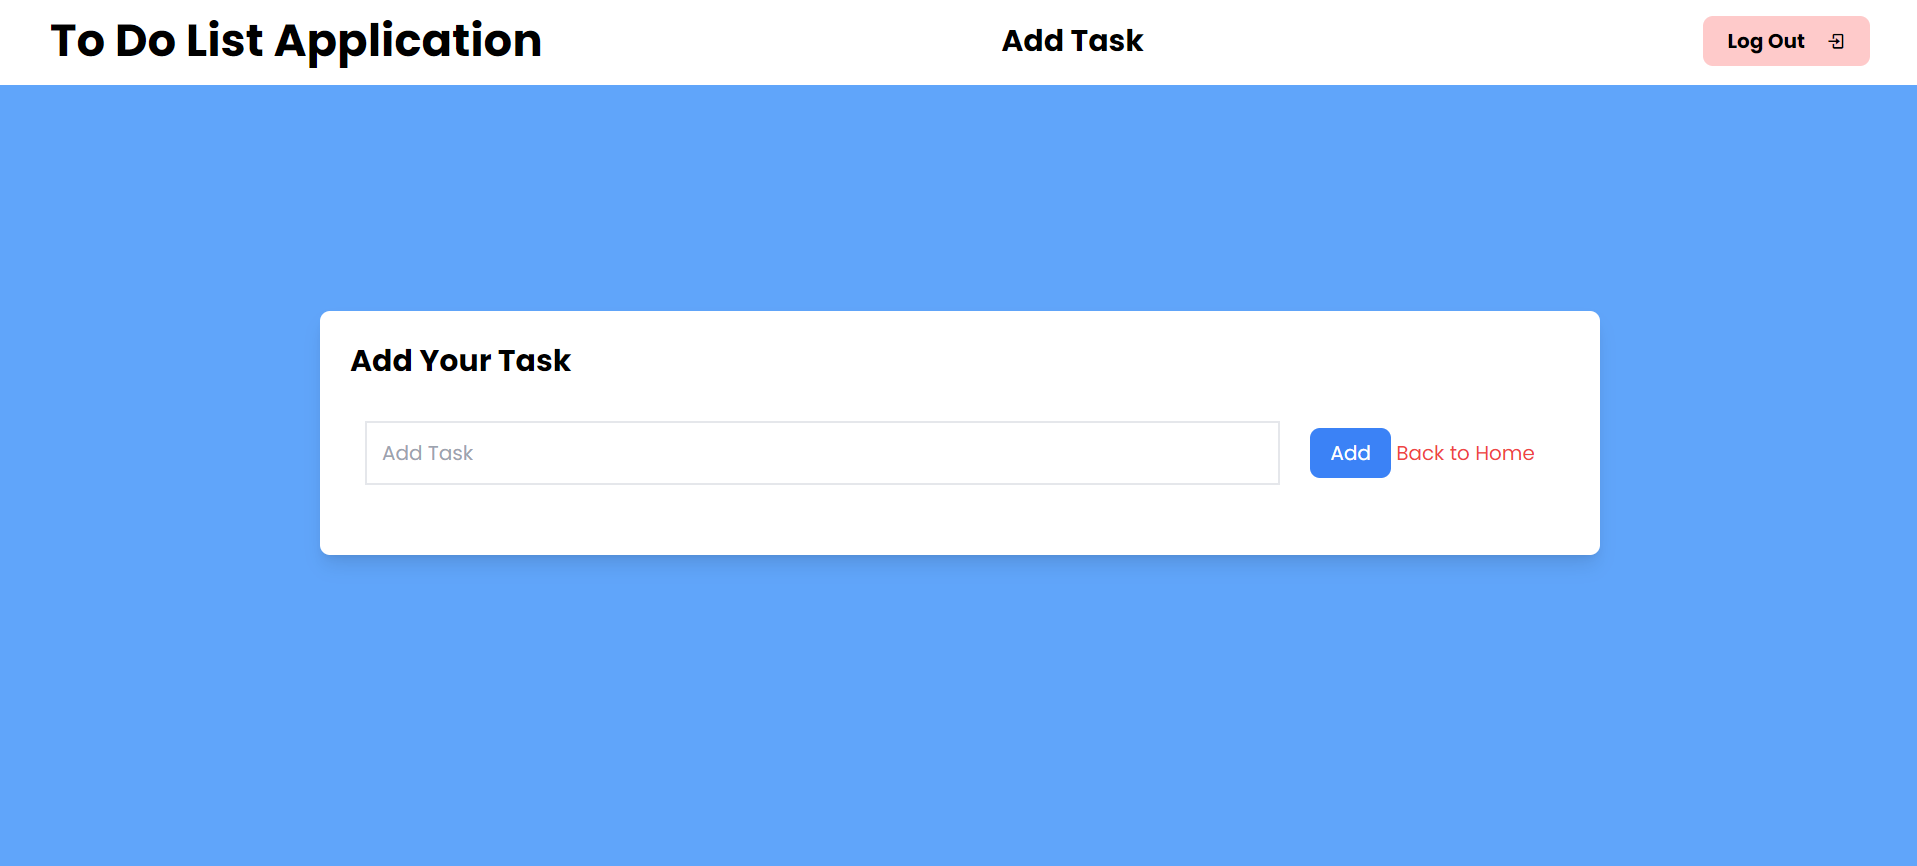 To Do List Application
Add Task
Log Out
Add Your Task
Add Task
Add
Back to Home